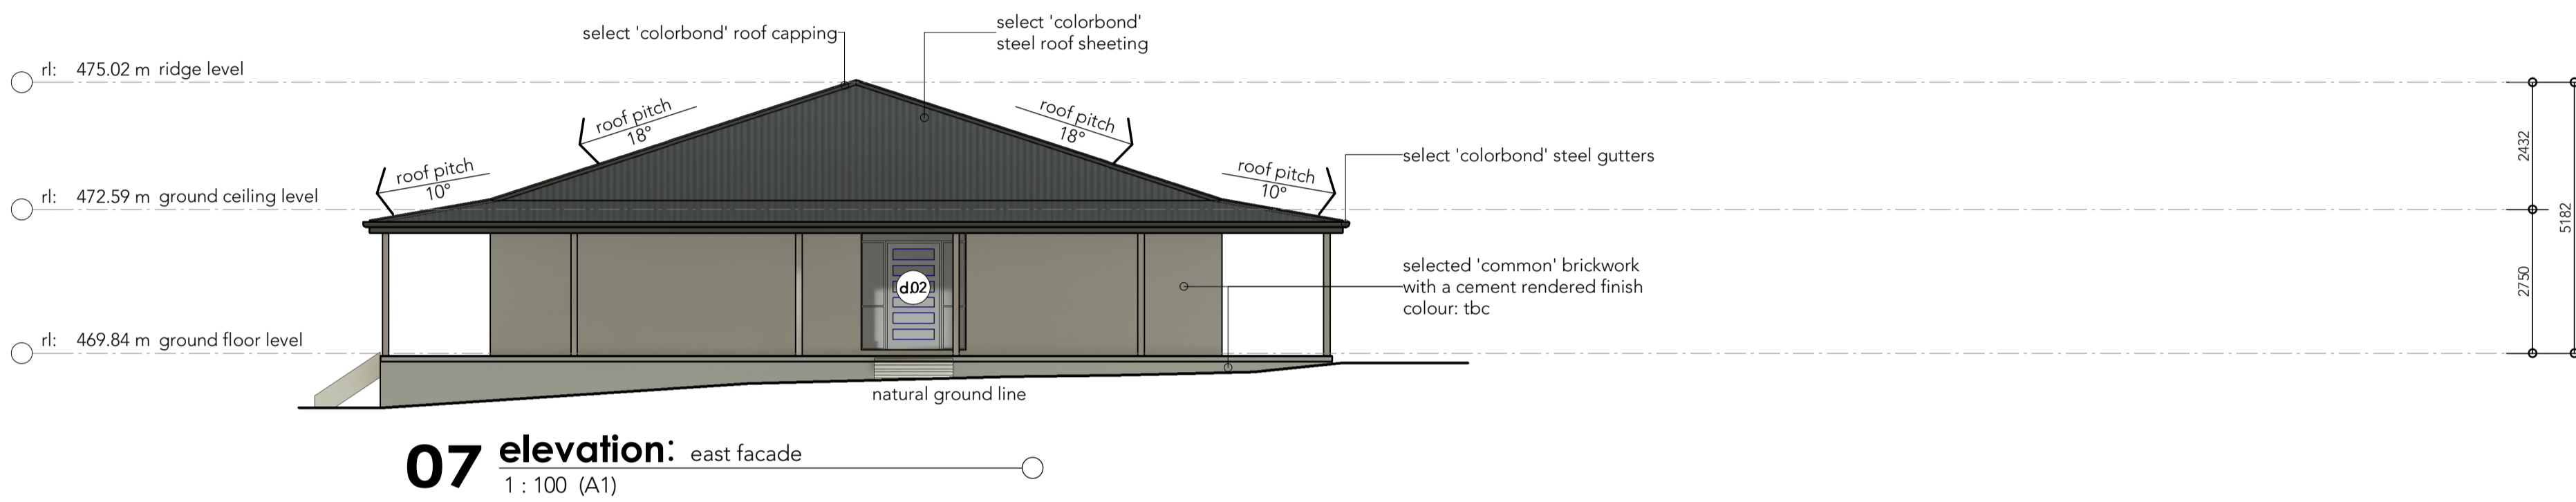 select 'colorbond' roof capping
select 'colorbond'
steel roof sheeting
rl: 475.02 m ridge level
roof pitch
18°
roof pitch
18°
roof pitch
10°
roof pitch
10°
select 'colorbond' steel gutters
2432
rl: 472.59 m ground ceiling level
5182
selected 'common' brickwork
with a cement rendered finish
colour: tbc
d.02
2750
rl: 469.84 m ground floor level
natural ground line
07 elevation: east facade
1 : 100 (A1)